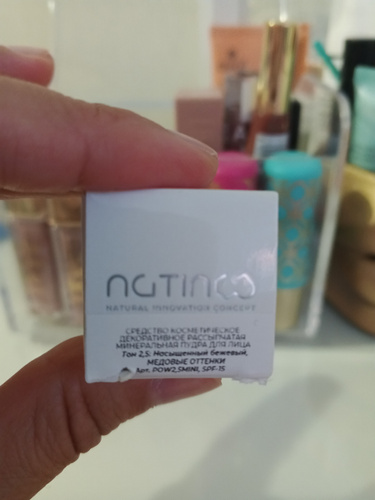 NATINCO
NATURAL INNOVATION CONCEPT
СРЕДСТВО КОСМЕТИЧЕСКОЕ
ДЕКОРАТИВНОЕ РАССЫПЧАТАЯ
МИНЕРАЛЬНАЯ ПУДРА ДЛЯ ЛИЦА
Тон 2,5: Насыщенный бежевый,
МЕДОВЫЕ ОТТЕНКИ
Арт. POW2,5MINI, SPF-15